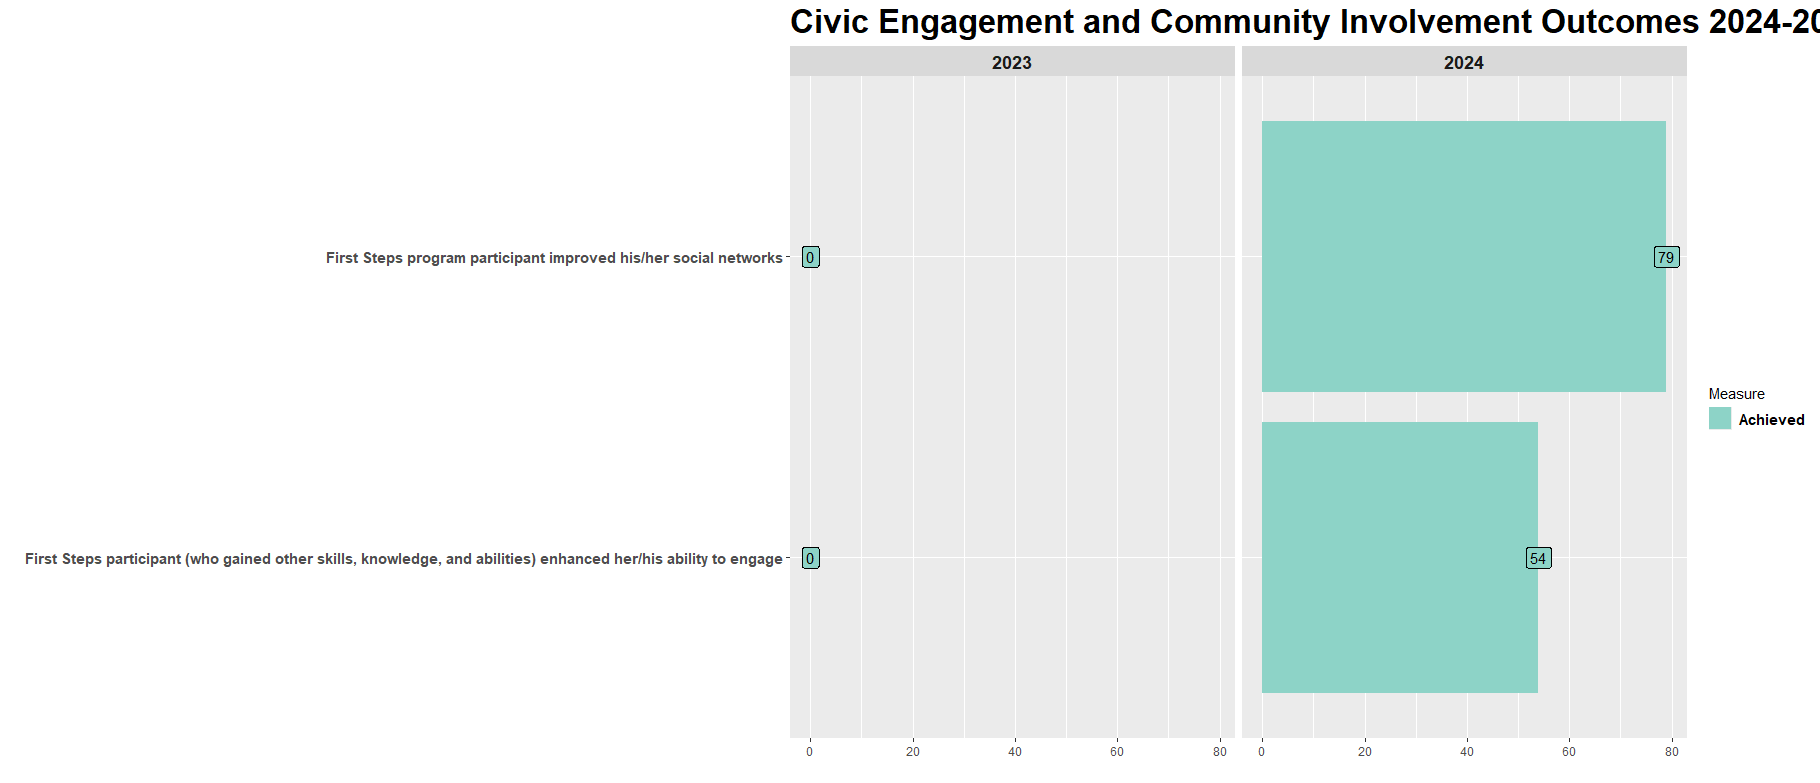 Civic Engagement and Community Involvement Outcomes 2024-20
2023
2024
First Steps program participant improved his/her social networks
0
79
First Steps participant (who gained other skills, knowledge, and abilities) enhanced her/his ability to engage
0
54
0 20 40 60 80
0 20 40 60 80
Measure
Achieved